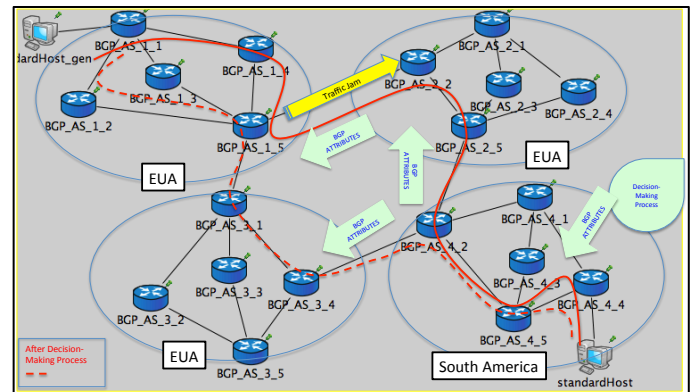 BGP_AS_1_1
dardHost_gen
BGP_AS_1_4
BGP_AS_1_3
BGP_AS_1_2
BGP_AS_1_5
EUA
Traffic Jam
BGP_AS_2_1
BGP_AS_2_2
BGP_AS_2_3
BGP_AS_2_4
BGP_AS_2_5
EUA
BGP
ATTRIBUTES
BGP
ATTRIBUTES
BGP
ATTRIBUTES
BGP
ATTRIBUTES
Decision-
Making
Process
BGP_AS_3_1
BGP_AS_3_3
BGP_AS_3_4
BGP_AS_3_2
BGP_AS_3_5
EUA
After Decision-
Making Process
BGP_AS_4_1
BGP_AS_4_2
BGP_AS_4_3
BGP_AS_4_4
BGP_AS_4_5
South America
standardHost